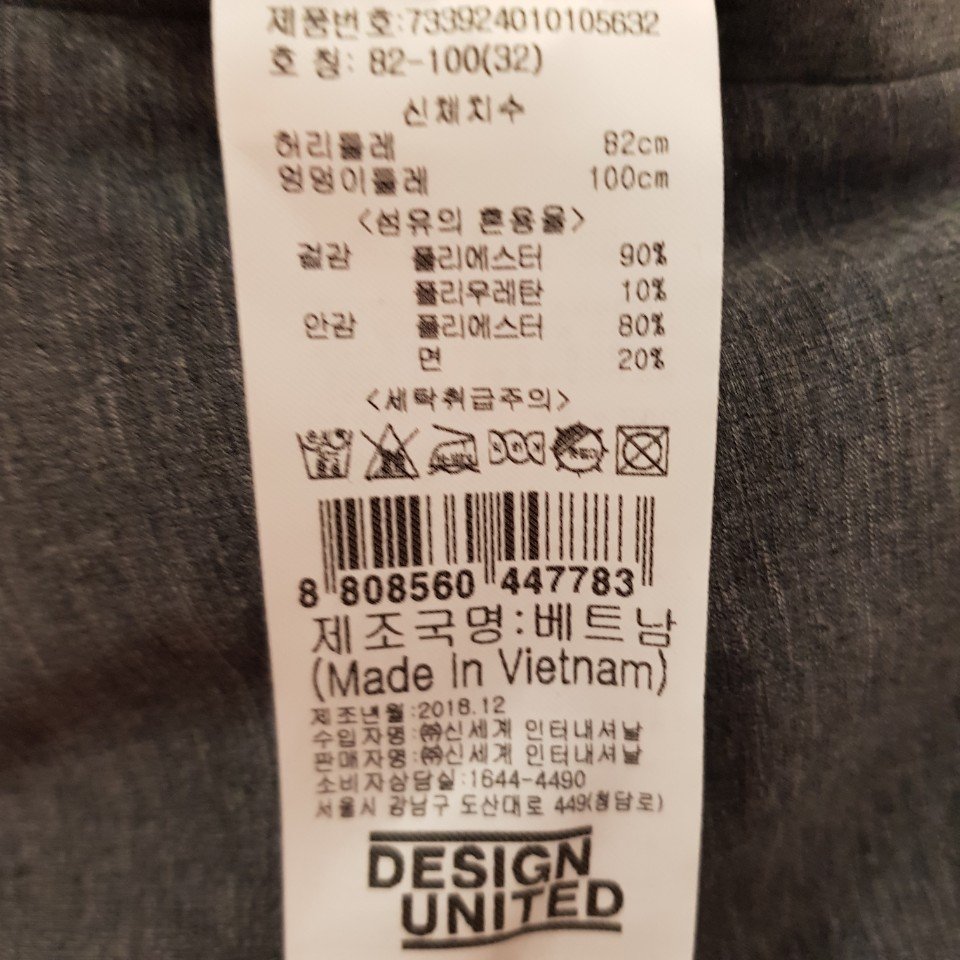 제품번호:733924010105632
호 칭: 82-100(32)
신체치수
허리둘레 82cm
엉덩이둘레 100cm
<섬유의 혼용율>
겉감 폴리에스터 90%
폴리우레탄 10%
안감 폴리에스터 80%
면 20%
<세탁취급주의>
8 808560 447783
제조국명:베트남
(Made In Vietnam)
제조년월:2018.12
수입자명:㈜신세계 인터내셔날
판매자명:㈜신세계 인터내셔날
소비자상담실:1644-4490
서울시 강남구 도산대로 449(청담로)
DESIGN
UNITED